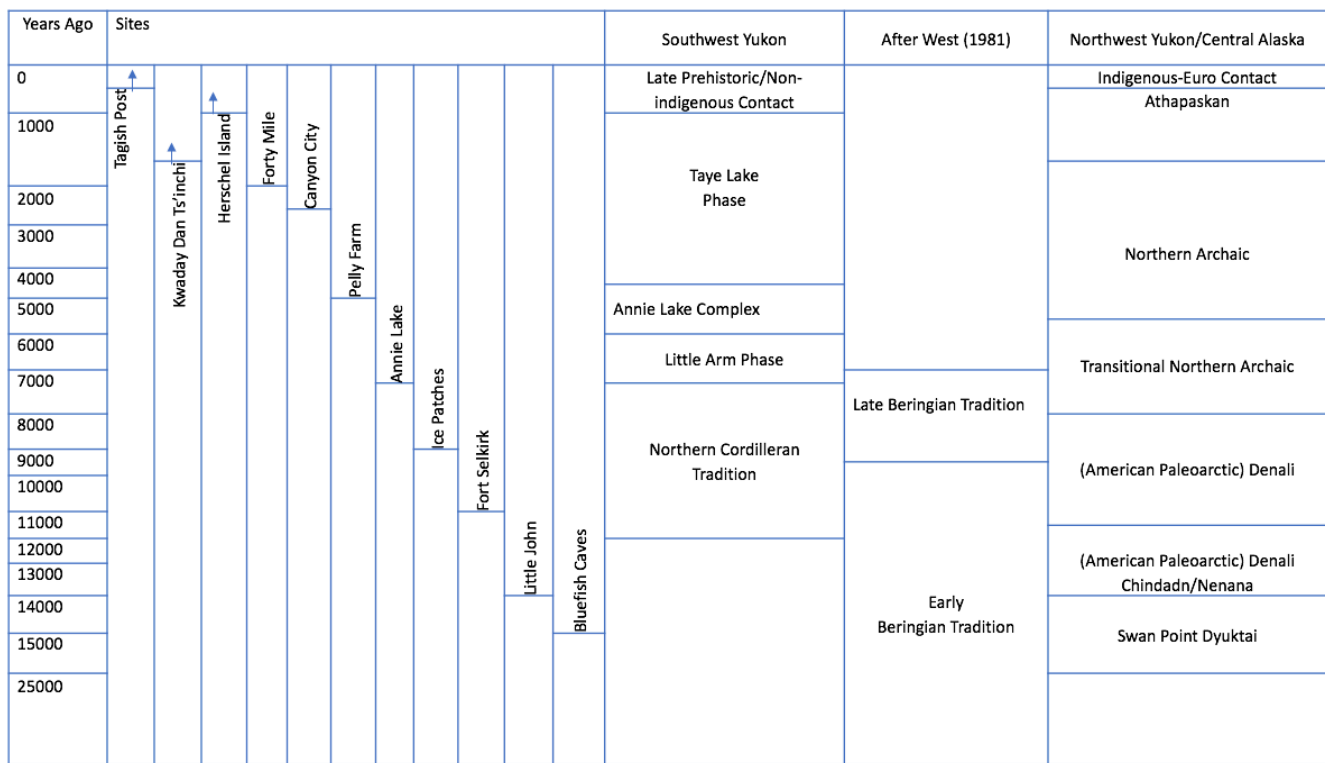 Years Ago
Sites
Southwest Yukon
After West (1981)
Northwest Yukon/Central Alaska
0
1000
2000
3000
4000
5000
6000
7000
8000
9000
10000
11000
12000
13000
14000
15000
25000
Tagish Post
Kwaday Dan Ts'inchi
Herschel Island
Forty Mile
Canyon City
Pelly Farm
Annie Lake
Ice Patches
Fort Selkirk
Little John
Bluefish Caves
Late Prehistoric/Non-
indigenous Contact
Taye Lake
Phase
Annie Lake Complex
Little Arm Phase
Northern Cordilleran
Tradition
Late Beringian Tradition
Early
Beringian Tradition
Indigenous-Euro Contact
Athapaskan
Northern Archaic
Transitional Northern Archaic
(American Paleoarctic) Denali
(American Paleoarctic) Denali
Chindadn/Nenana
Swan Point Dyuktai